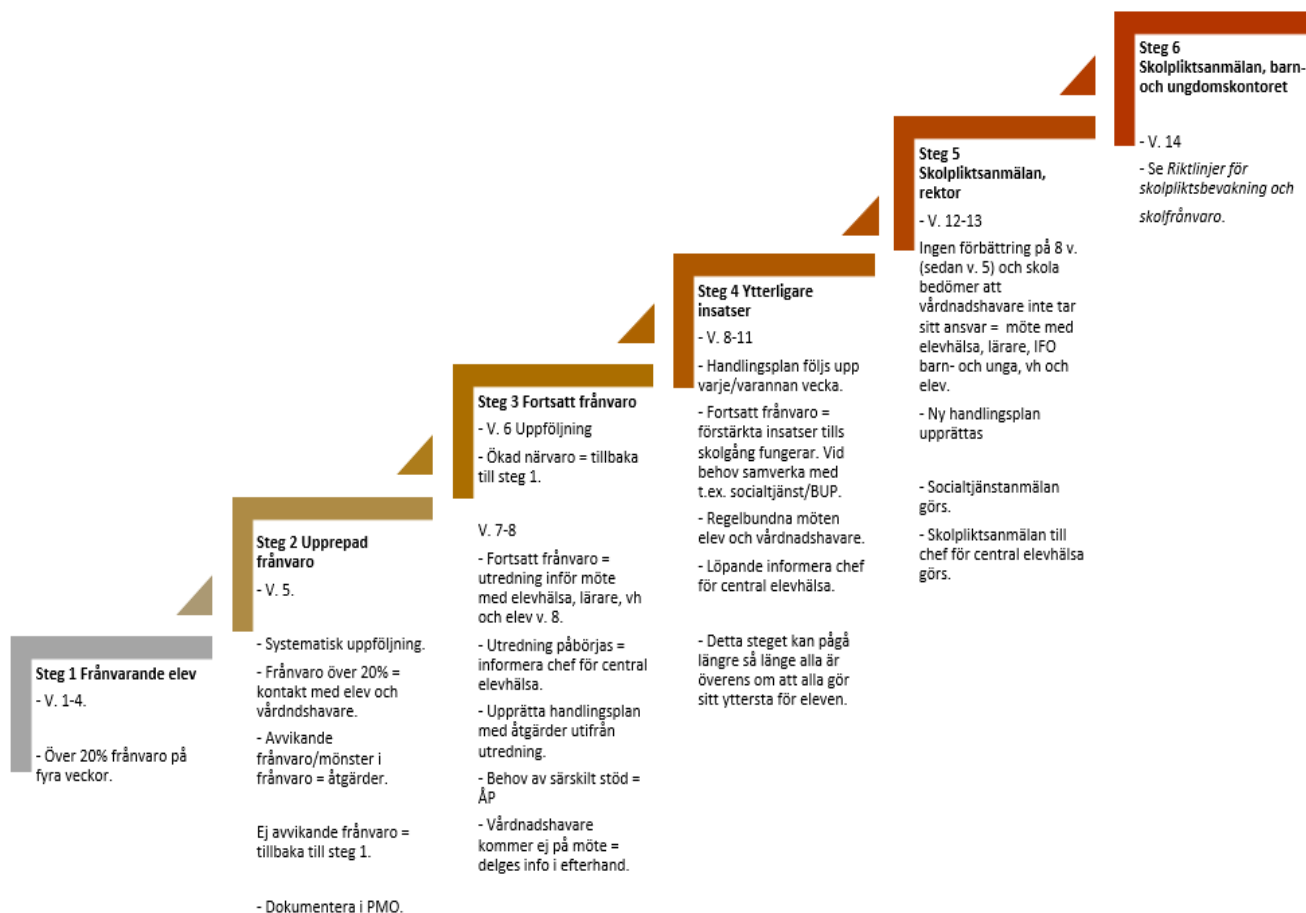 Steg 1 Frånvarande elev
- V. 1-4.
- Över 20% frånvaro på
fyra veckor.
Steg 2 Upprepad
frånvaro
- V. 5.
- Systematisk uppföljning.
- Frånvaro över 20% =
kontakt med elev och
vårdndshavare.
- Avvikande
frånvaro/mönster i
frånvaro = åtgärder.
Ej avvikande frånvaro =
tillbaka till steg 1.
- Dokumentera i PMO.
Steg 3 Fortsatt frånvaro
- V. 6 Uppföljning
- Ökad närvaro = tillbaka
till steg 1.
V. 7-8
- Fortsatt frånvaro =
utredning inför möte
med elevhälsa, lärare, vh
och elev v. 8.
- Utredning påbörjas =
informera chef för central
elevhälsa.
- Upprätta handlingsplan
med åtgärder utifrån
utredning.
- Behov av särskilt stöd =
ÅP
- Vårdnadshavare
kommer ej på möte =
delges info i efterhand.
Steg 4 Ytterligare
insatser
- V. 8-11
- Handlingsplan följs upp
varje/varannan vecka.
- Fortsatt frånvaro =
förstärkta insatser tills
skolgång fungerar. Vid
behov samverka med
t.ex. socialtjänst/BUP.
- Regelbundna möten
elev och vårdnadshavare.
- Löpande informera chef
för central elevhälsa.
- Detta steget kan pågå
längre så länge alla är
överens om att alla gör
sitt yttersta för eleven.
Steg 5
Skolpliktsanmälan,
rektor
- V. 12-13
Ingen förbättring på 8 v.
(sedan v. 5) och skola
bedömer att
vårdnadshavare inte tar
sitt ansvar = möte med
elevhälsa, lärare, IFO
barn- och unga, vh och
elev.
- Ny handlingsplan
upprättas
- Socialtjänstanmälan
görs.
- Skolpliktsanmälan till
chef för central elevhälsa
görs.
Steg 6
Skolpliktsanmälan, barn-
och ungdomskontoret
- V. 14
- Se Riktlinjer för
skolpliktsbevakning och
skolfrånvaro.